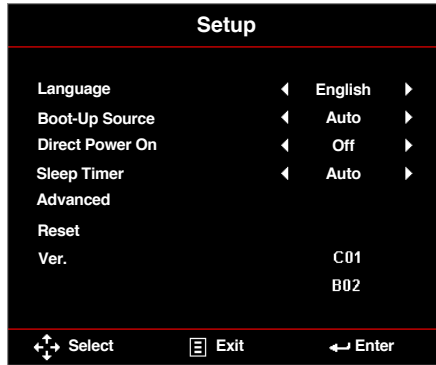 Setup
Language English
Boot-Up Source Auto
Direct Power On Off
Sleep Timer Auto
Advanced
Reset
Ver. C01
B02
Select Exit Enter